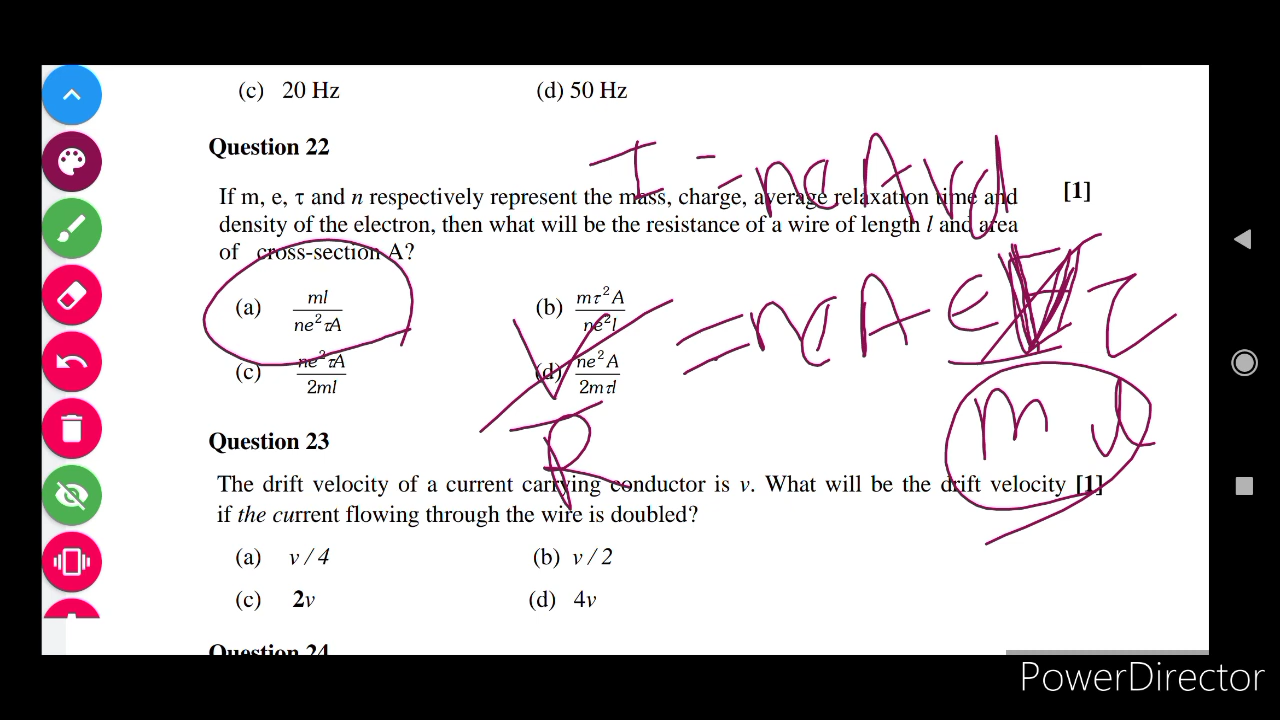 (c) 20 Hz (d) 50 Hz
Question 22
I = neAvd
If m, e, τ and n respectively represent the mass, charge, average relaxation time and [1]
density of the electron, then what will be the resistance of a wire of length l and area
of cross-section A?
(a) ml / ne²τA (b) mτ²A / ne²l
(c) ne²τA / 2ml (d) ne²A / 2mτl
V / R = neAe τ / m l
Question 23
The drift velocity of a current carrying conductor is v. What will be the drift velocity [1]
if the current flowing through the wire is doubled?
(a) v / 4 (b) v / 2
(c) 2v (d) 4v
Question 24
PowerDirector